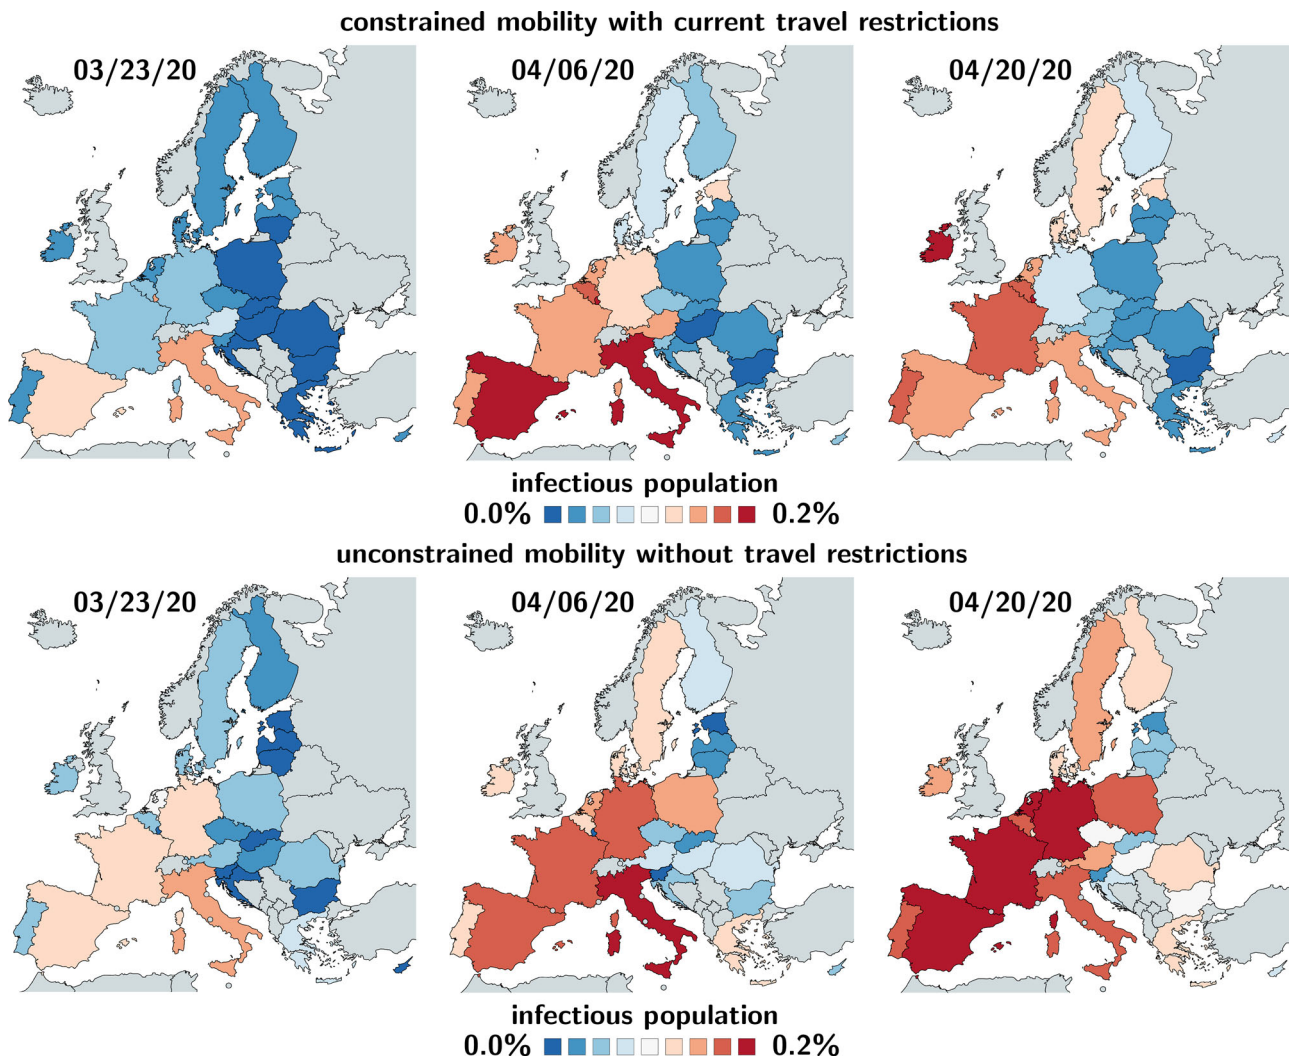 constrained mobility with current travel restrictions
03/23/20 04/06/20 04/20/20
infectious population
0.0% 0.2%
unconstrained mobility without travel restrictions
03/23/20 04/06/20 04/20/20
infectious population
0.0% 0.2%